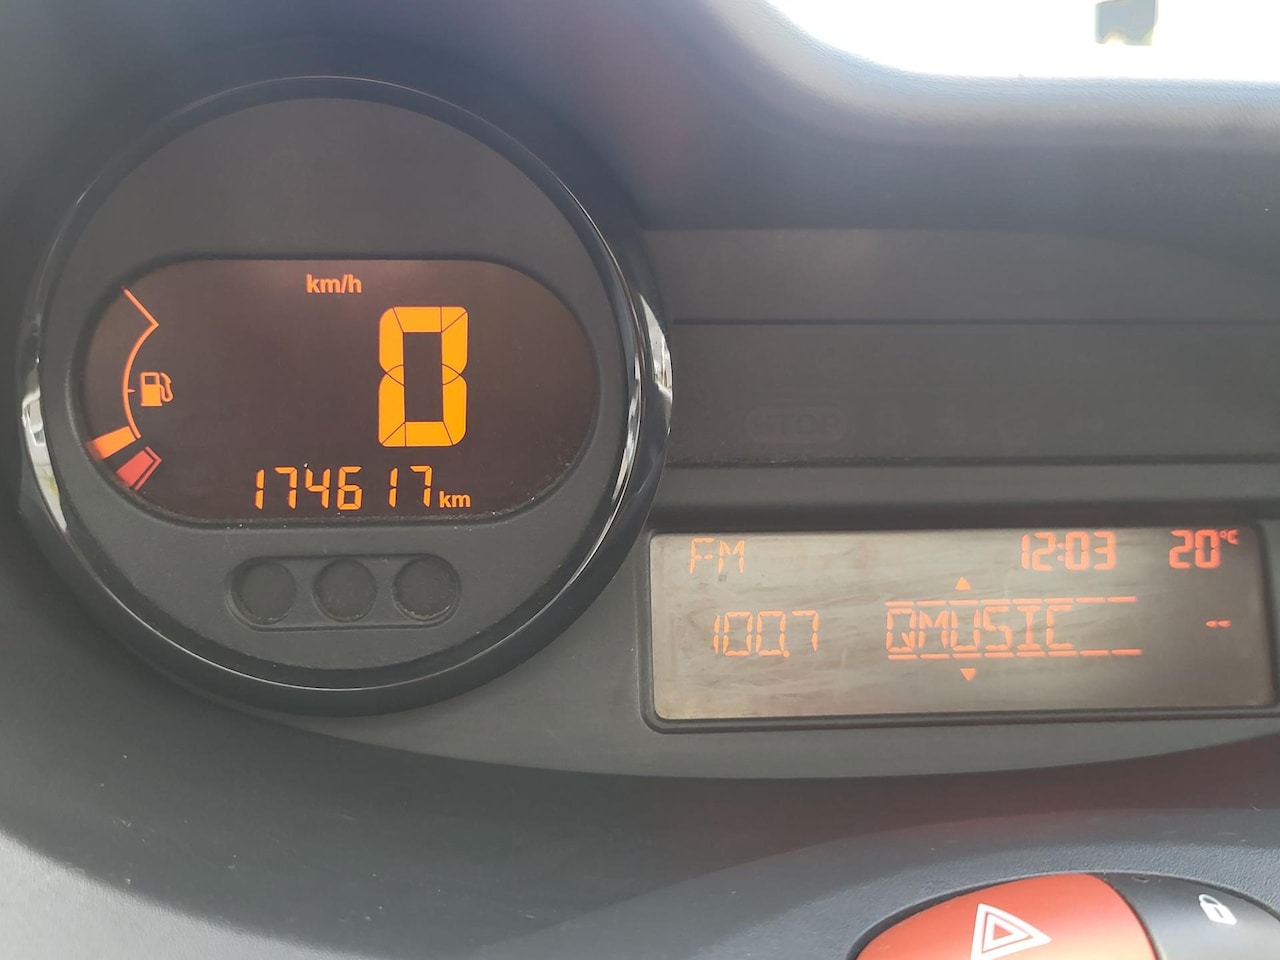 km/h
0
174617 km
STOP
FM 12:03 20°C
100.7 QMUSIC --